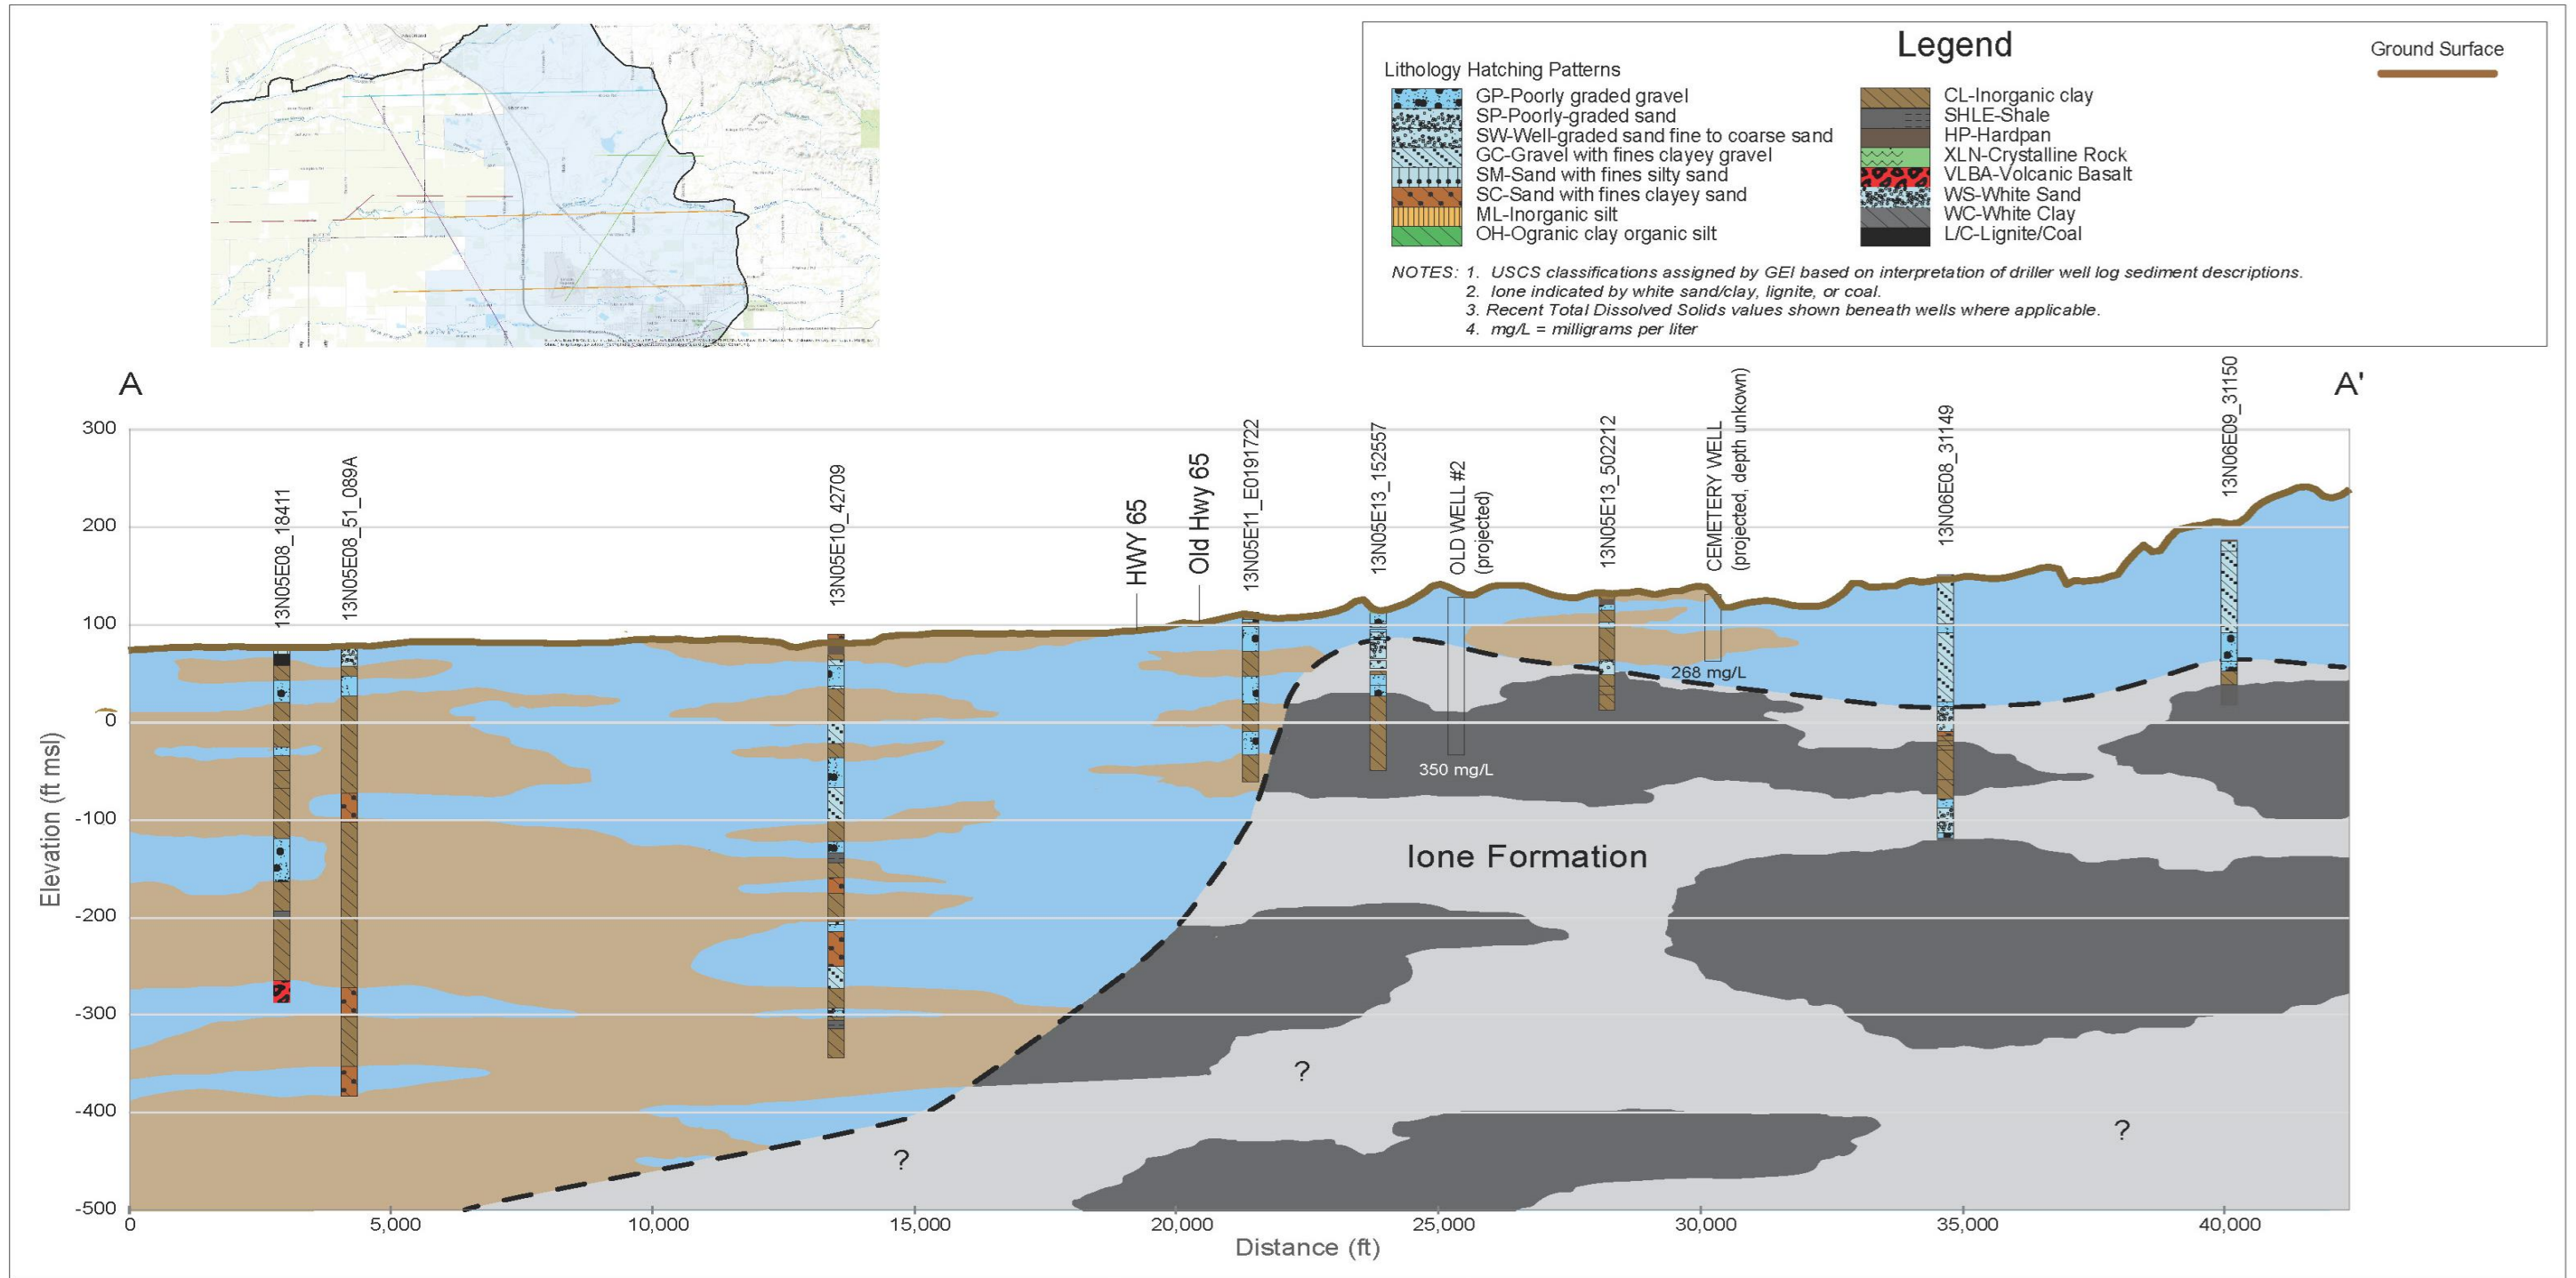 Legend
Ground Surface
Lithology Hatching Patterns
GP-Poorly graded gravel
SP-Poorly-graded sand
SW-Well-graded sand fine to coarse sand
GC-Gravel with fines clayey gravel
SM-Sand with fines silty sand
SC-Sand with fines clayey sand
ML-Inorganic silt
OH-Ogranic clay organic silt
CL-Inorganic clay
SHLE-Shale
HP-Hardpan
XLN-Crystalline Rock
VLBA-Volcanic Basalt
WS-White Sand
WC-White Clay
L/C-Lignite/Coal
NOTES: 1. USCS classifications assigned by GEI based on interpretation of driller well log sediment descriptions.
2. Ione indicated by white sand/clay, lignite, or coal.
3. Recent Total Dissolved Solids values shown beneath wells where applicable.
4. mg/L = milligrams per liter
A
A'
13N05E08_18411
13N05E08_51_089A
13N05E10_42709
HWY 65
Old Hwy 65
13N05E11_E0191722
13N05E13_152557
OLD WELL #2
(projected)
13N05E13_502212
CEMETERY WELL
(projected, depth unkown)
13N06E08_31149
13N06E09_31150
300
200
100
0
-100
-200
-300
-400
-500
Elevation (ft msl)
268 mg/L
350 mg/L
Ione Formation
?
?
?
0
5,000
10,000
15,000
20,000
25,000
30,000
35,000
40,000
Distance (ft)